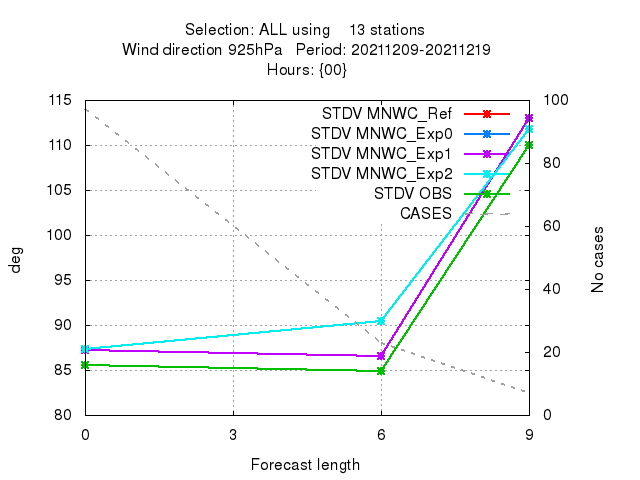 Selection: ALL using 13 stations
Wind direction 925hPa Period: 20211209-20211219
Hours: {00}
STDV MNWC_Ref
STDV MNWC_Exp0
STDV MNWC_Exp1
STDV MNWC_Exp2
STDV OBS
CASES
115
110
105
100
95
90
85
80
deg
100
80
60
40
20
0
No cases
0 3 6 9
Forecast length